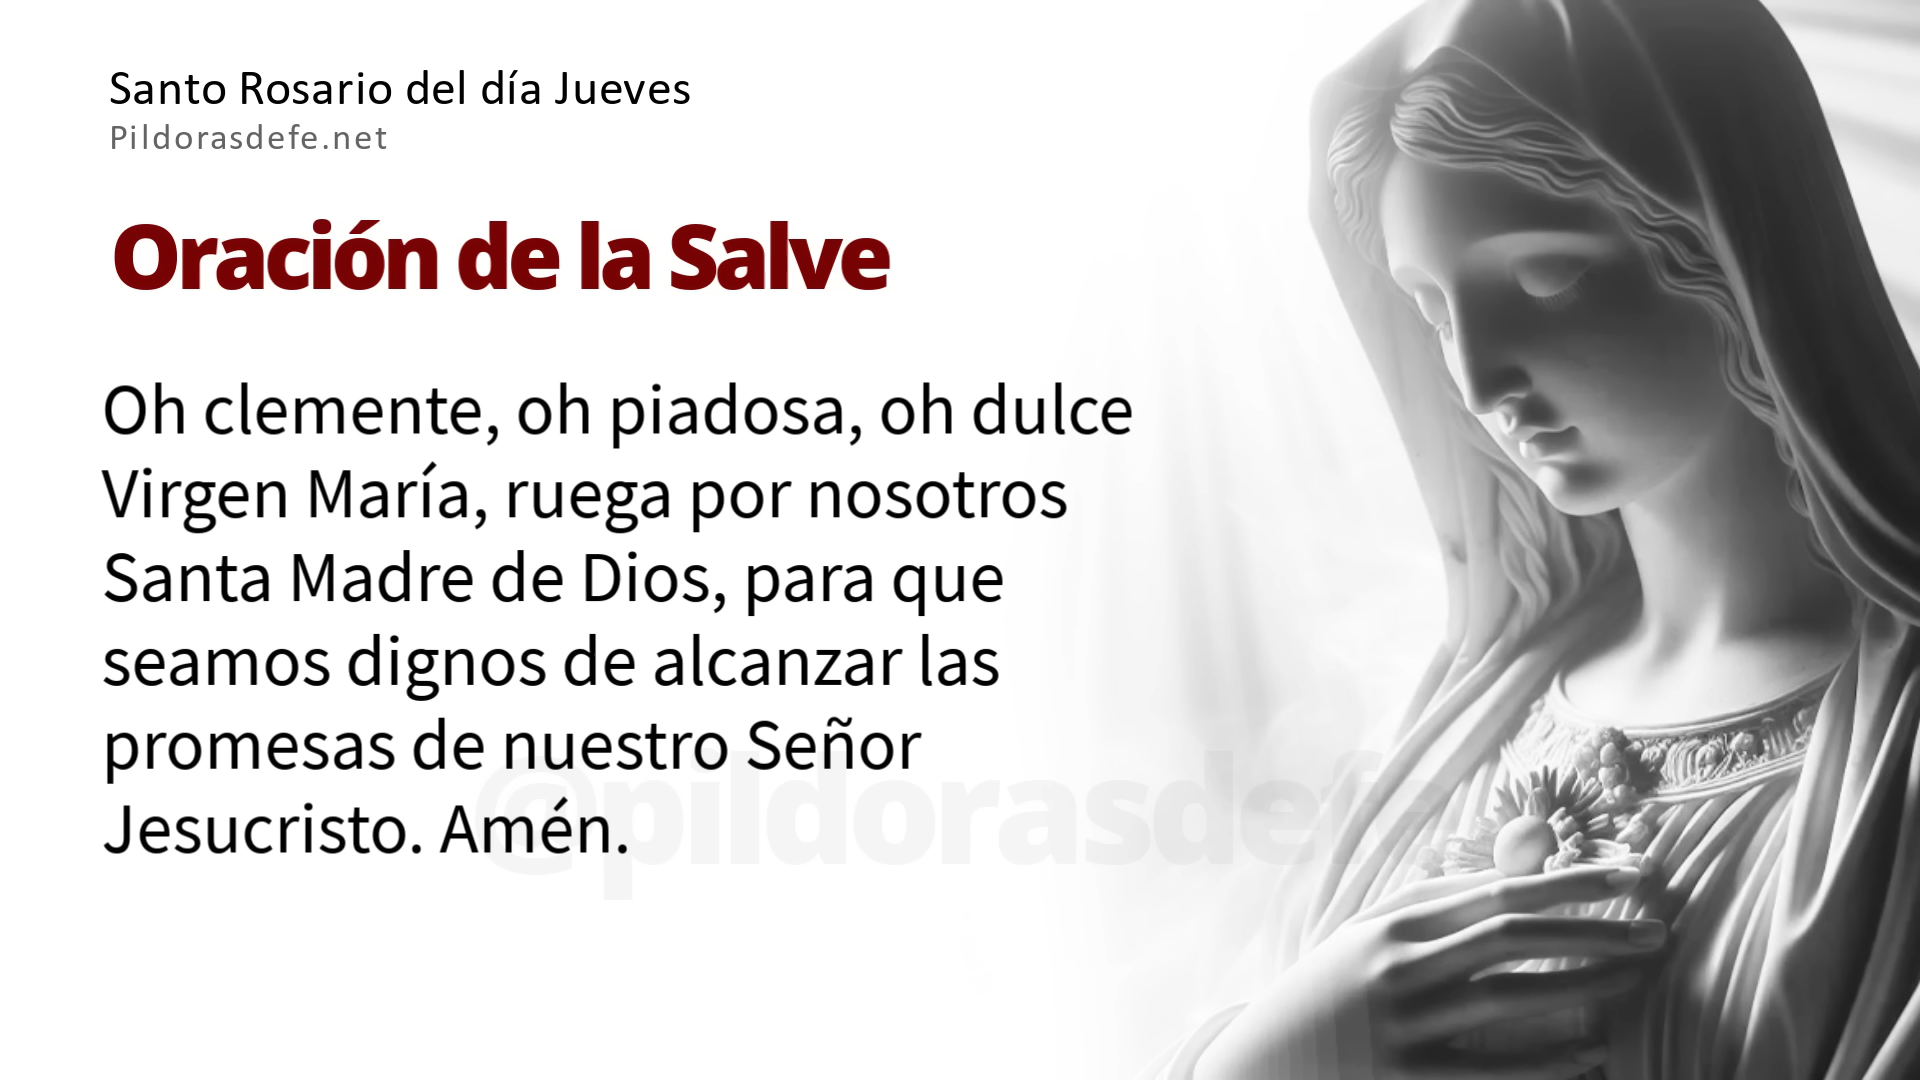 Santo Rosario del día Jueves
Pildorasdefe.net
Oración de la Salve
Oh clemente, oh piadosa, oh dulce
Virgen María, ruega por nosotros
Santa Madre de Dios, para que
seamos dignos de alcanzar las
promesas de nuestro Señor
Jesucristo. Amén.
@pildorasdefe